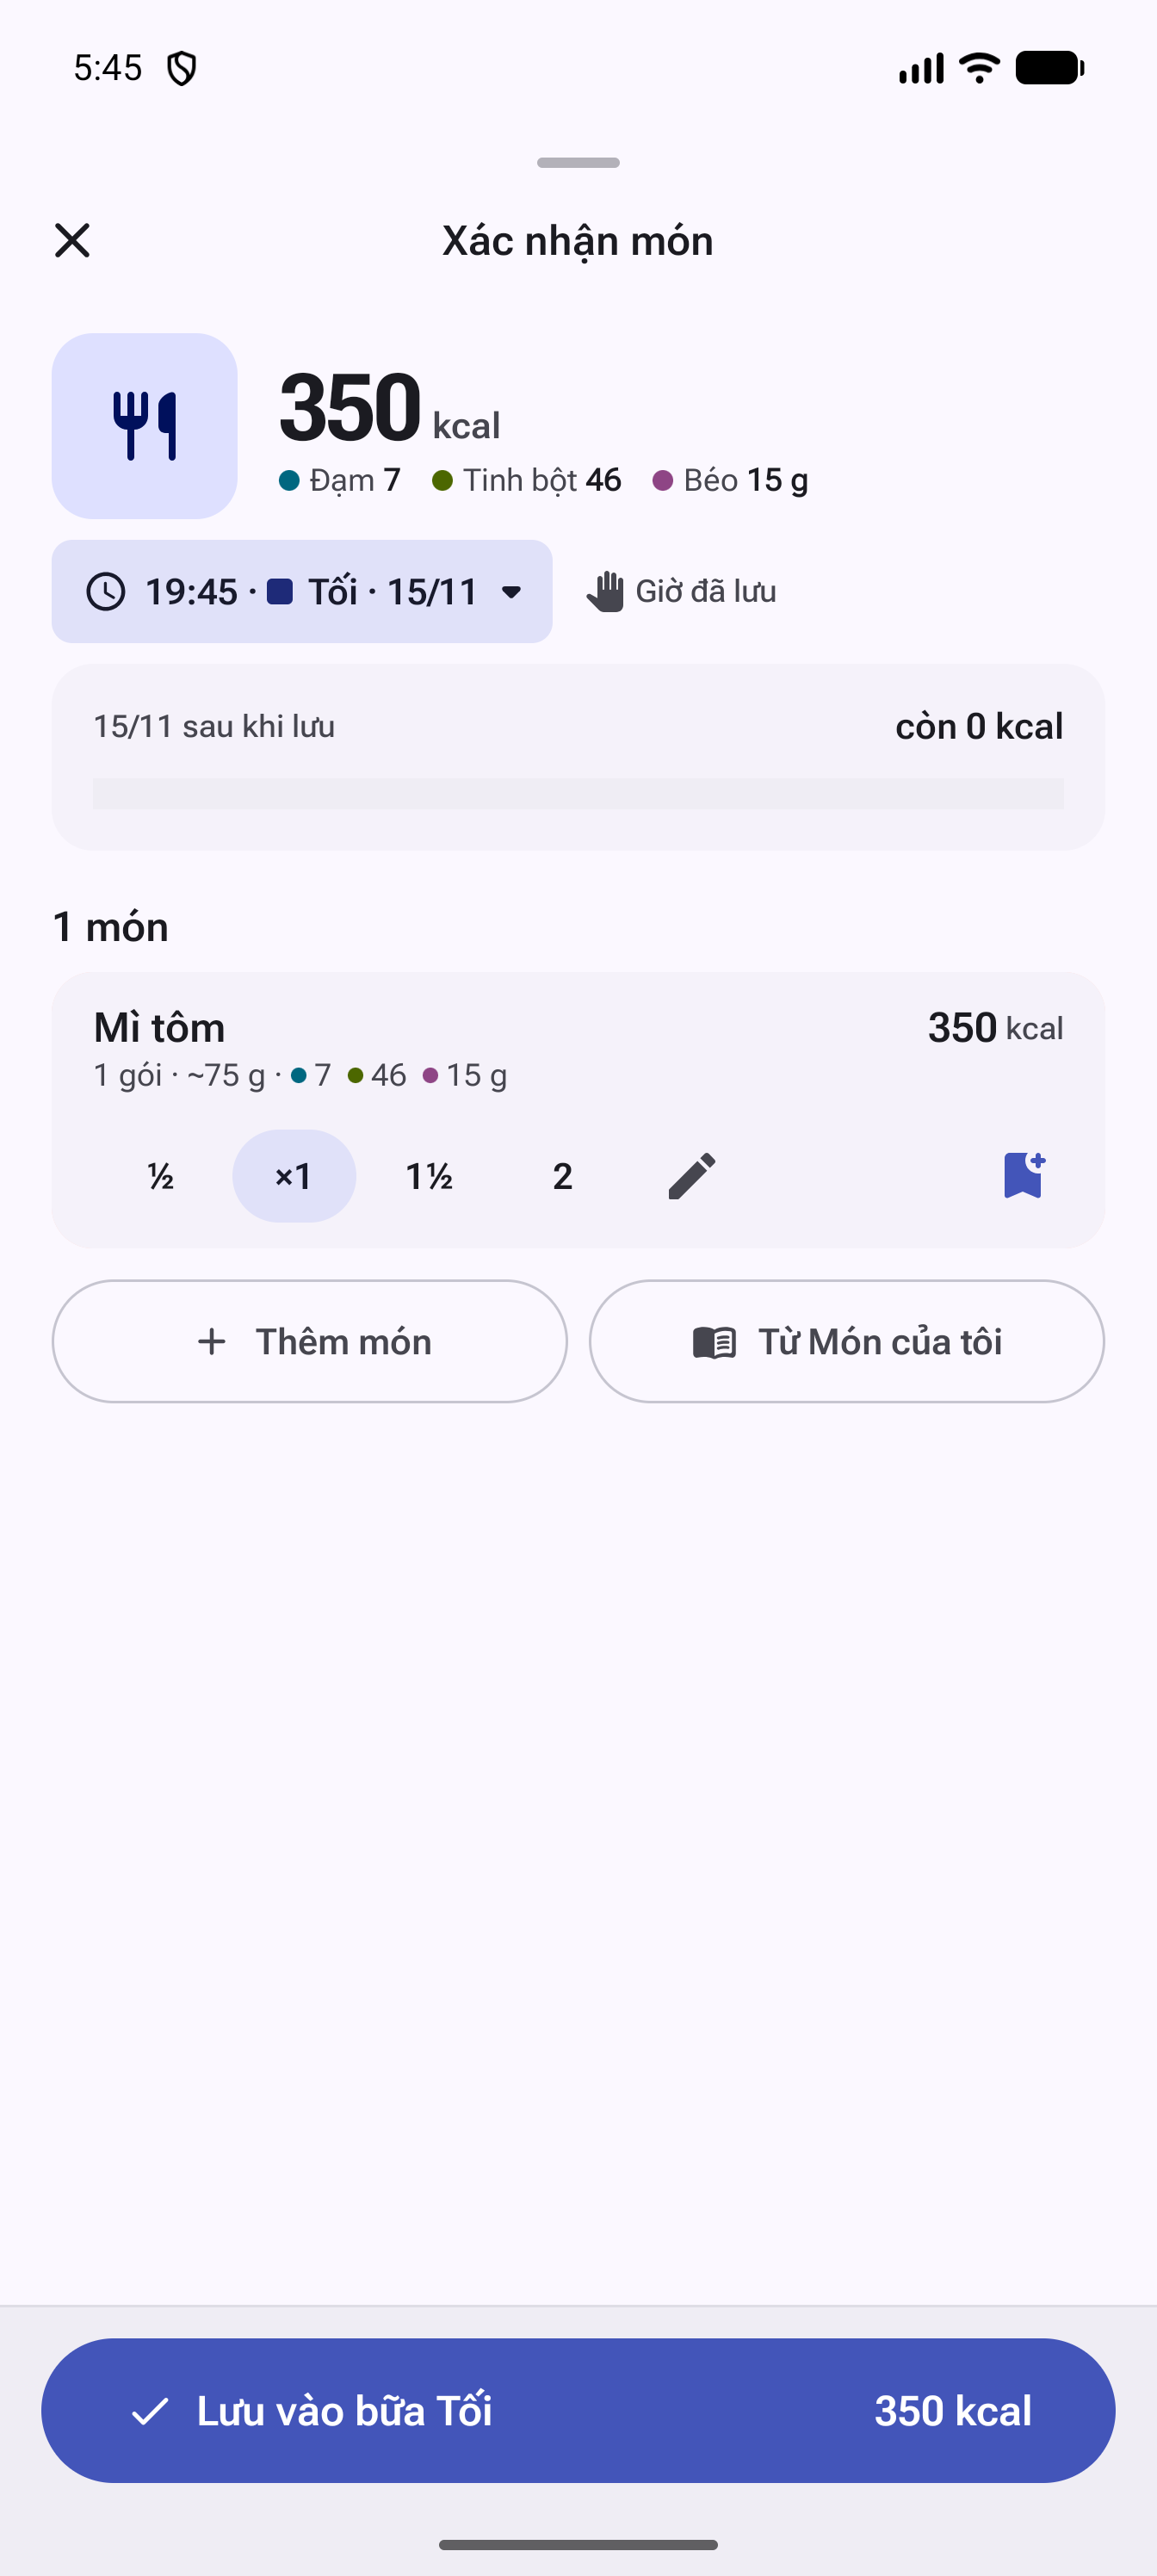 5:45
Xác nhận món
350 kcal
Đạm 7 Tinh bột 46 Béo 15 g
19:45 · Tối · 15/11
Giờ đã lưu
15/11 sau khi lưu
còn 0 kcal
1 món
Mì tôm
350 kcal
1 gói · ~75 g · 7 46 15 g
½ ×1 1½ 2
Thêm món
Từ Món của tôi
Lưu vào bữa Tối
350 kcal